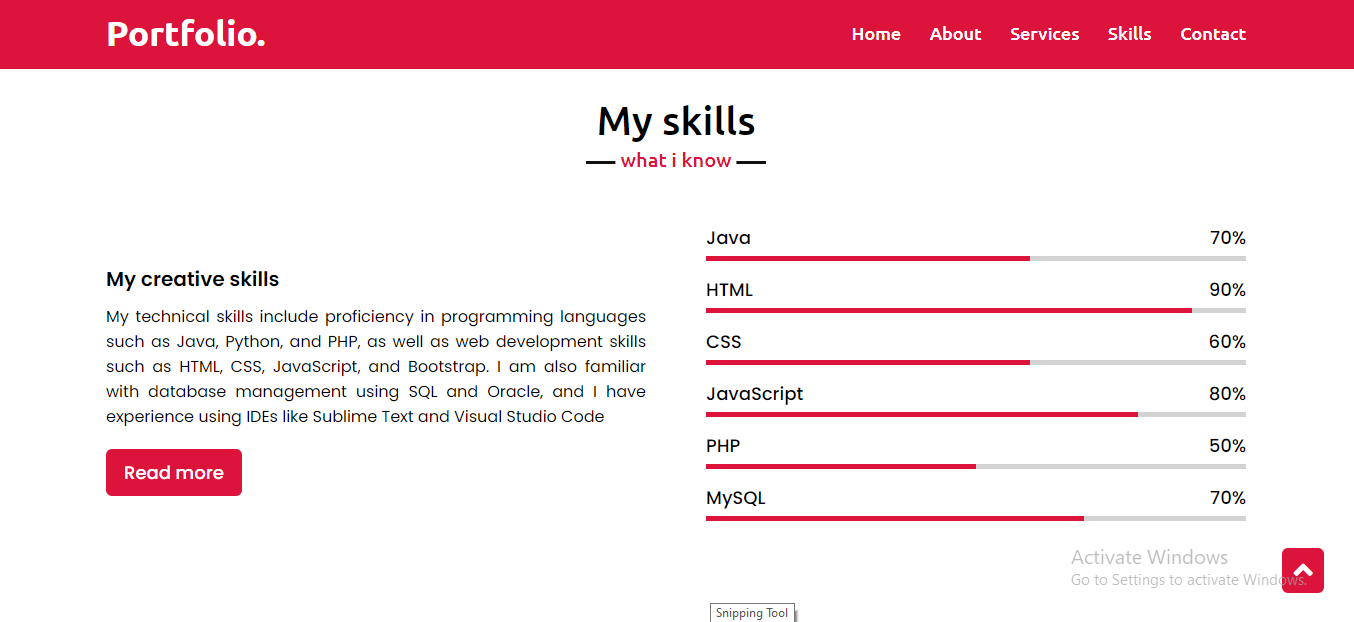 Portfolio.
Home About Services Skills Contact
My skills
what i know
My creative skills
My technical skills include proficiency in programming languages
such as Java, Python, and PHP, as well as web development skills
such as HTML, CSS, JavaScript, and Bootstrap. I am also familiar
with database management using SQL and Oracle, and I have
experience using IDEs like Sublime Text and Visual Studio Code
Read more
Java 70%
HTML 90%
CSS 60%
JavaScript 80%
PHP 50%
MySQL 70%
Activate Windows
Go to Settings to activate Windows.
Snipping Tool